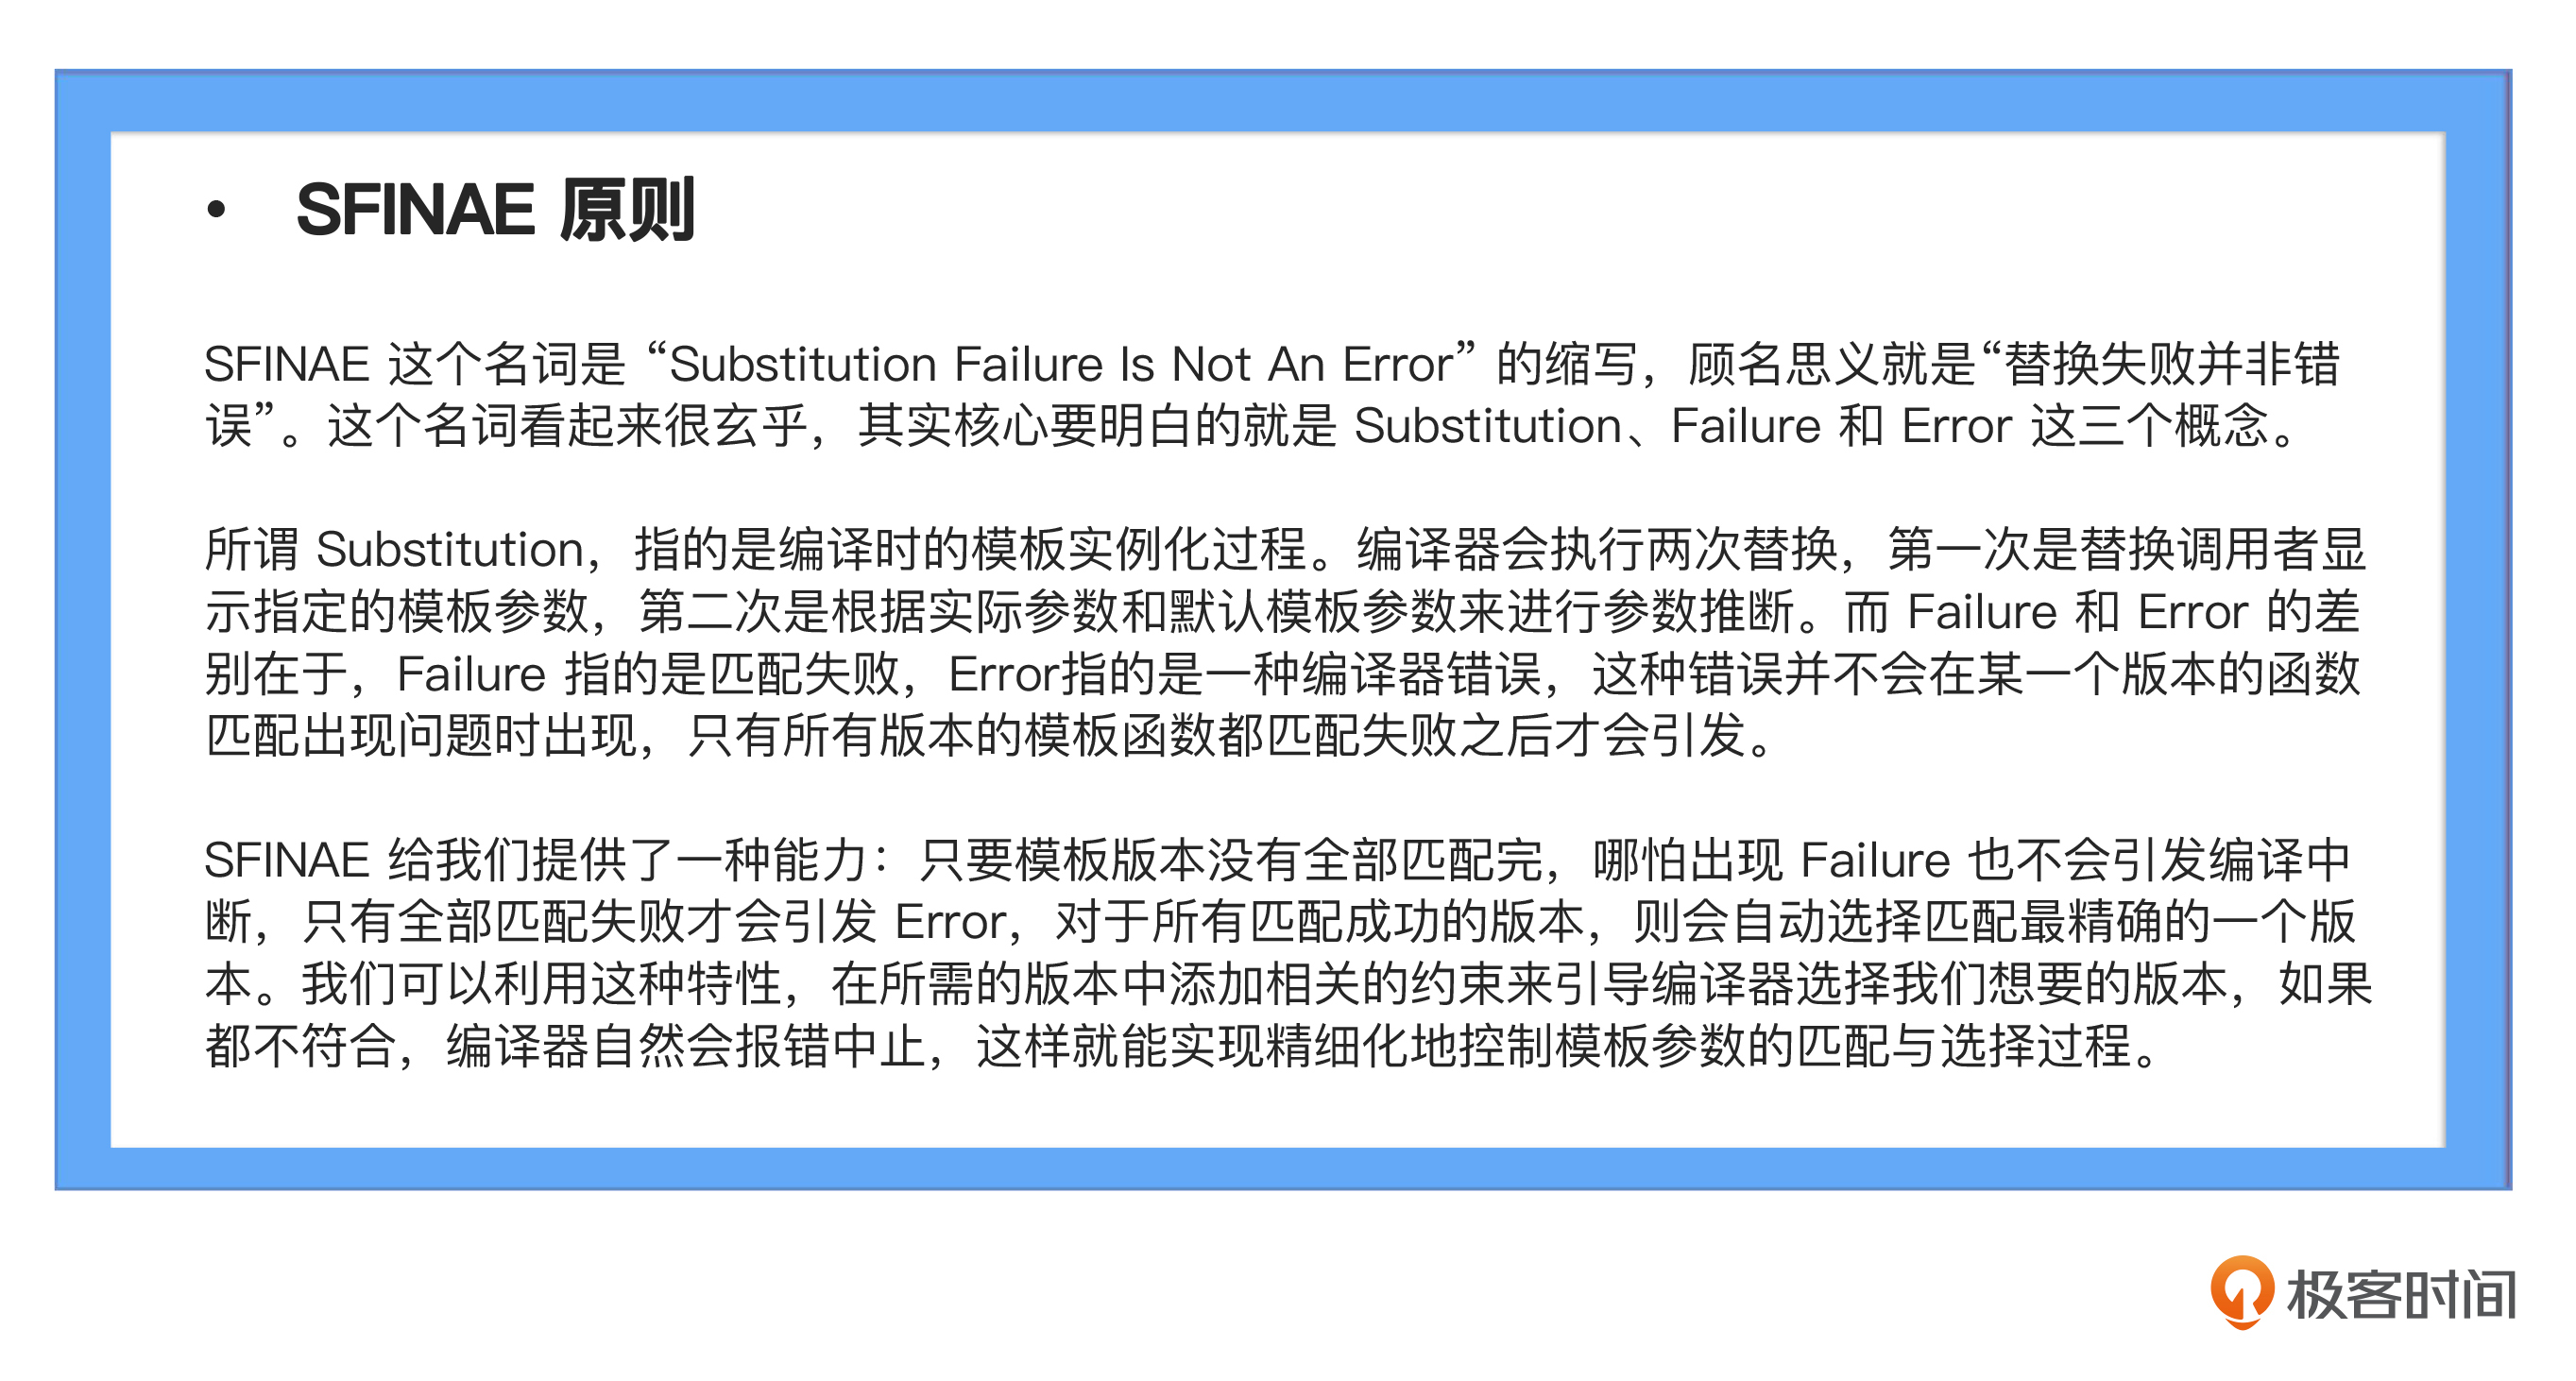 • SFINAE 原则
SFINAE 这个名词是 “Substitution Failure Is Not An Error” 的缩写，顾名思义就是“替换失败并非错
误”。这个名词看起来很玄乎，其实核心要明白的就是 Substitution、Failure 和 Error 这三个概念。
所谓 Substitution，指的是编译时的模板实例化过程。编译器会执行两次替换，第一次是替换调用者显
示指定的模板参数，第二次是根据实际参数和默认模板参数来进行参数推断。而 Failure 和 Error 的差
别在于，Failure 指的是匹配失败，Error指的是一种编译器错误，这种错误并不会在某一个版本的函数
匹配出现问题时出现，只有所有版本的模板函数都匹配失败之后才会引发。
SFINAE 给我们提供了一种能力：只要模板版本没有全部匹配完，哪怕出现 Failure 也不会引发编译中
断，只有全部匹配失败才会引发 Error，对于所有匹配成功的版本，则会自动选择匹配最精确的一个版
本。我们可以利用这种特性，在所需的版本中添加相关的约束来引导编译器选择我们想要的版本，如果
都不符合，编译器自然会报错中止，这样就能实现精细化地控制模板参数的匹配与选择过程。
极客时间